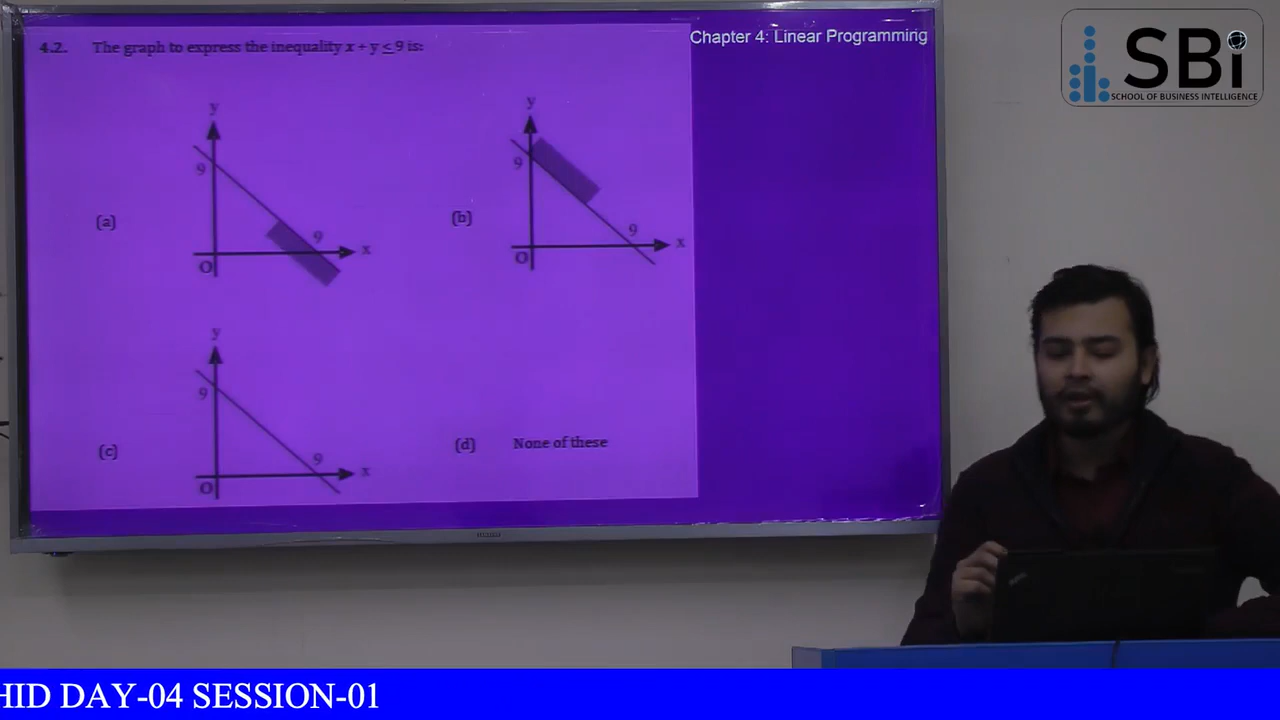 4.2. The graph to express the inequality x + y ≤ 9 is:
Chapter 4: Linear Programming
SBi
SCHOOL OF BUSINESS INTELLIGENCE
y
9
(a)
9
x
O
y
9
(b)
9
x
O
y
9
(c)
9
x
O
(d) None of these
HID DAY-04 SESSION-01